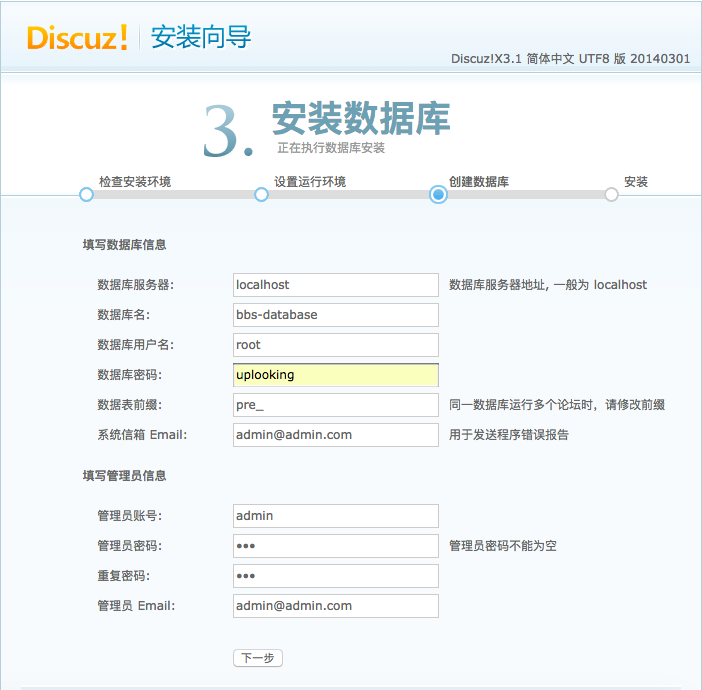 Discuz! 安装向导
Discuz!X3.1 简体中文 UTF8 版 20140301
3. 安装数据库
正在执行数据库安装
检查安装环境 设置运行环境 创建数据库 安装
填写数据库信息
数据库服务器: localhost 数据库服务器地址, 一般为 localhost
数据库名: bbs-database
数据库用户名: root
数据库密码: uplooking
数据表前缀: pre_ 同一数据库运行多个论坛时，请修改前缀
系统信箱 Email: admin@admin.com 用于发送程序错误报告
填写管理员信息
管理员账号: admin
管理员密码: ••• 管理员密码不能为空
重复密码: •••
管理员 Email: admin@admin.com
下一步